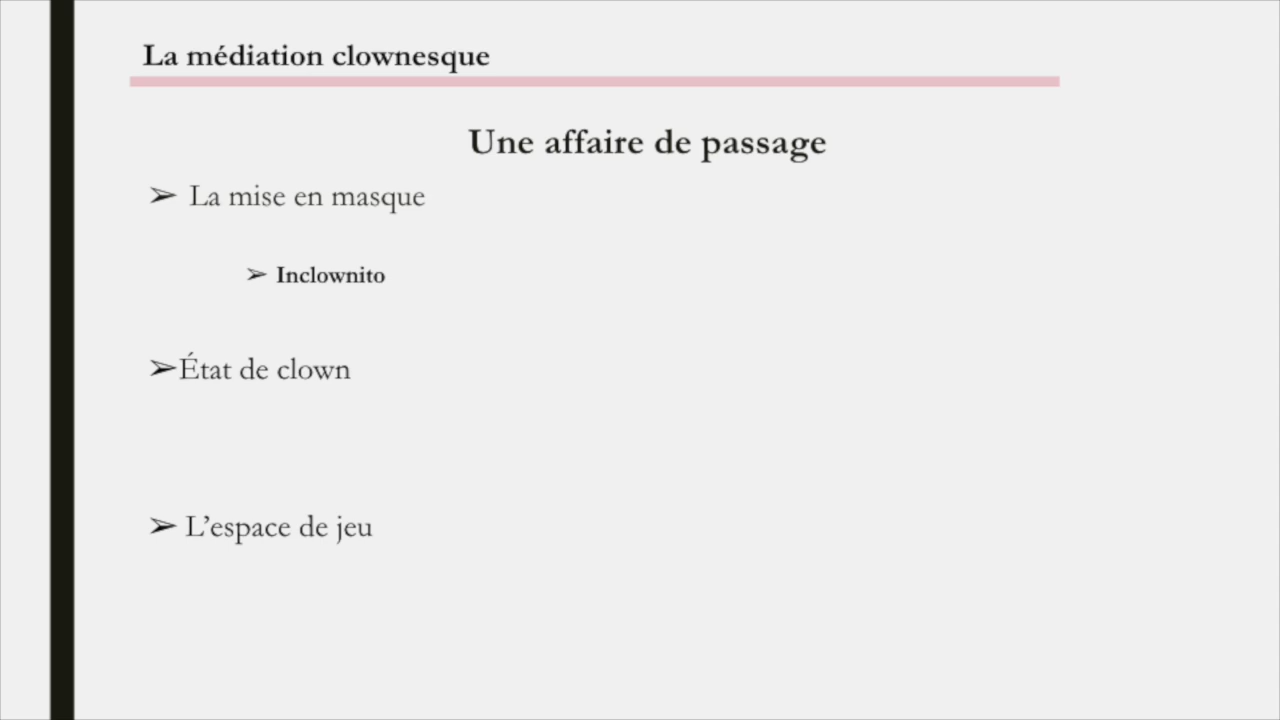 La médiation clownesque
Une affaire de passage
➢ La mise en masque
➢ Inclownito
➢État de clown
➢ L’espace de jeu